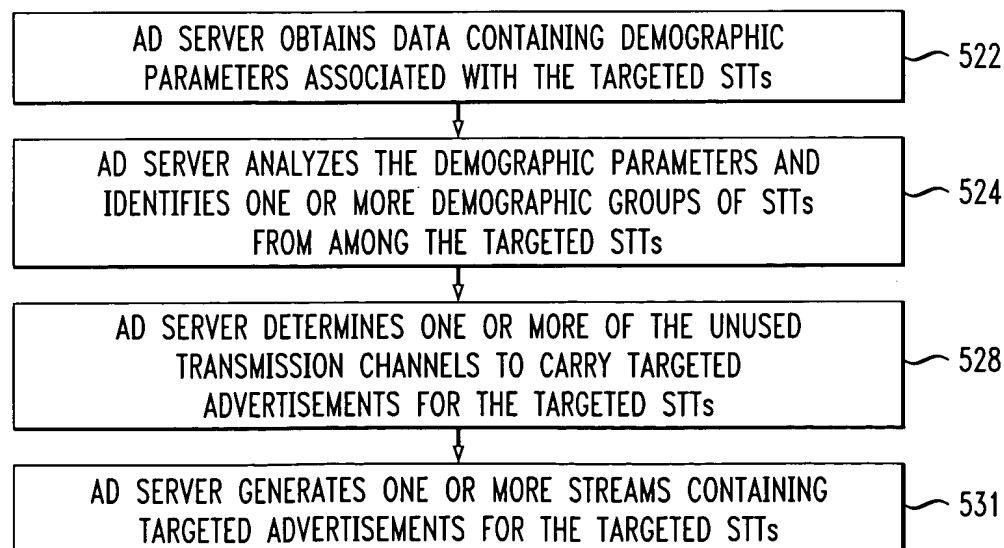 AD SERVER OBTAINS DATA CONTAINING DEMOGRAPHIC
PARAMETERS ASSOCIATED WITH THE TARGETED STTs
522
AD SERVER ANALYZES THE DEMOGRAPHIC PARAMETERS AND
IDENTIFIES ONE OR MORE DEMOGRAPHIC GROUPS OF STTs
FROM AMONG THE TARGETED STTs
524
AD SERVER DETERMINES ONE OR MORE OF THE UNUSED
TRANSMISSION CHANNELS TO CARRY TARGETED
ADVERTISEMENTS FOR THE TARGETED STTs
528
AD SERVER GENERATES ONE OR MORE STREAMS CONTAINING
TARGETED ADVERTISEMENTS FOR THE TARGETED STTs
531